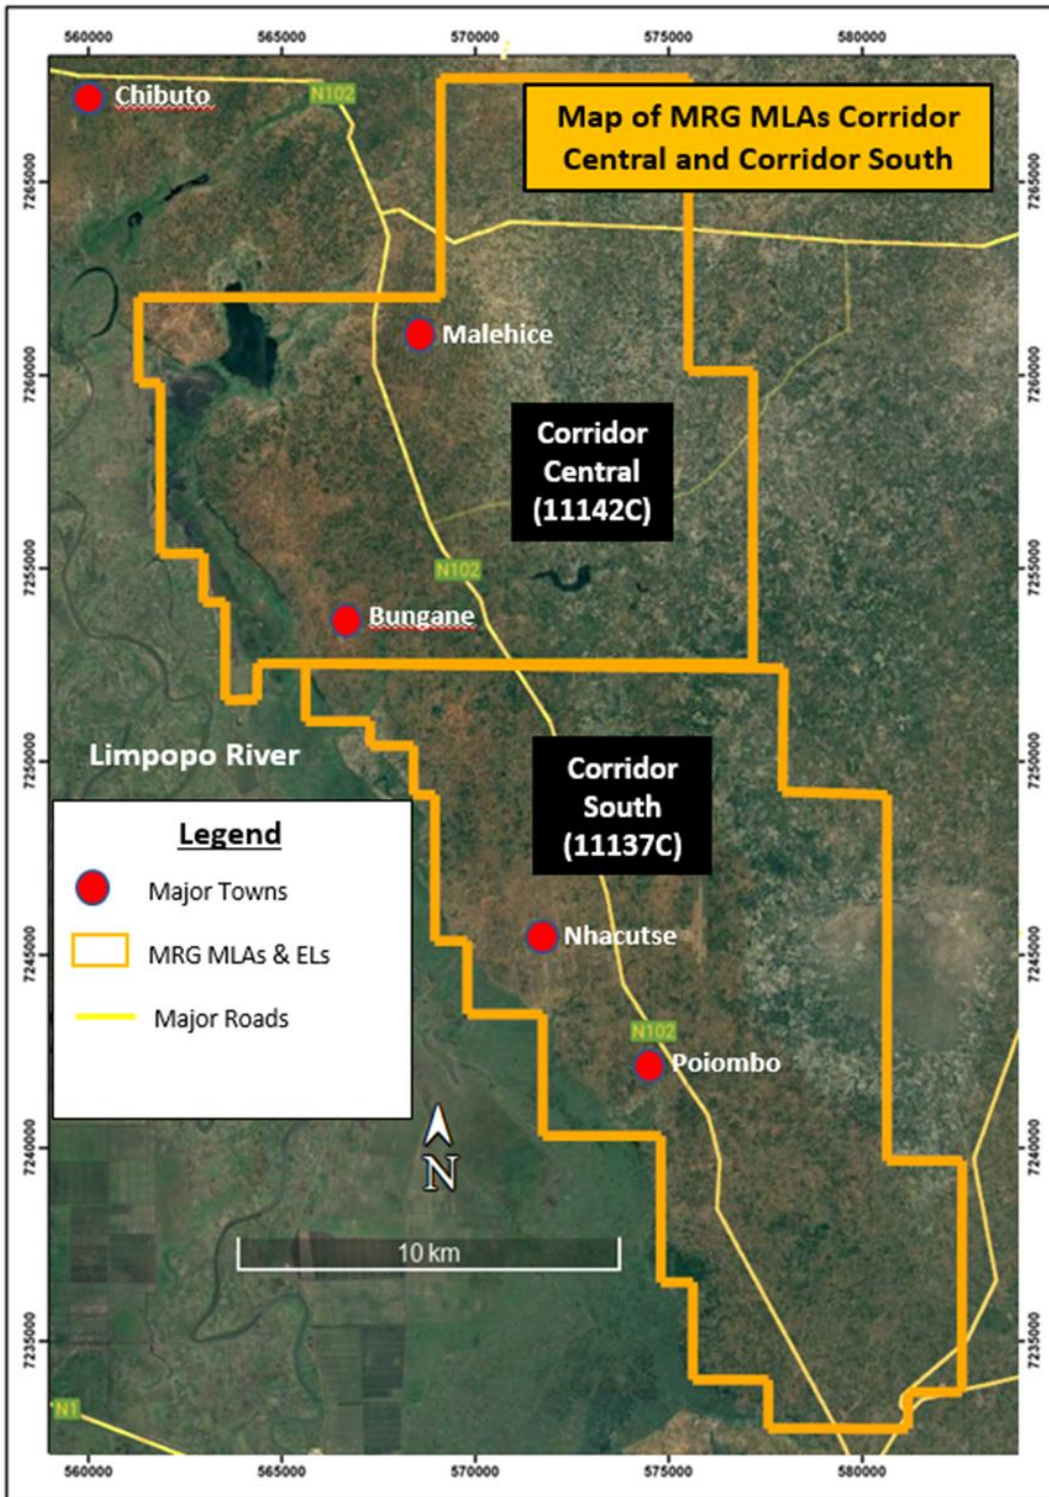 560000 565000 570000 575000 580000
Chibuto
N102
Map of MRG MLAs Corridor
Central and Corridor South
7265000 7265000
Malehice
7260000 7260000
Corridor
Central
(11142C)
7255000 7255000
N102
Bungane
Limpopo River
7250000 7250000
Corridor
South
(11137C)
Legend
Major Towns
MRG MLAs & ELs
Major Roads
Nhacutse
7245000 7245000
N102
Poiombo
7240000 7240000
N
10 km
7235000 7235000
N1
560000 565000 570000 575000 580000